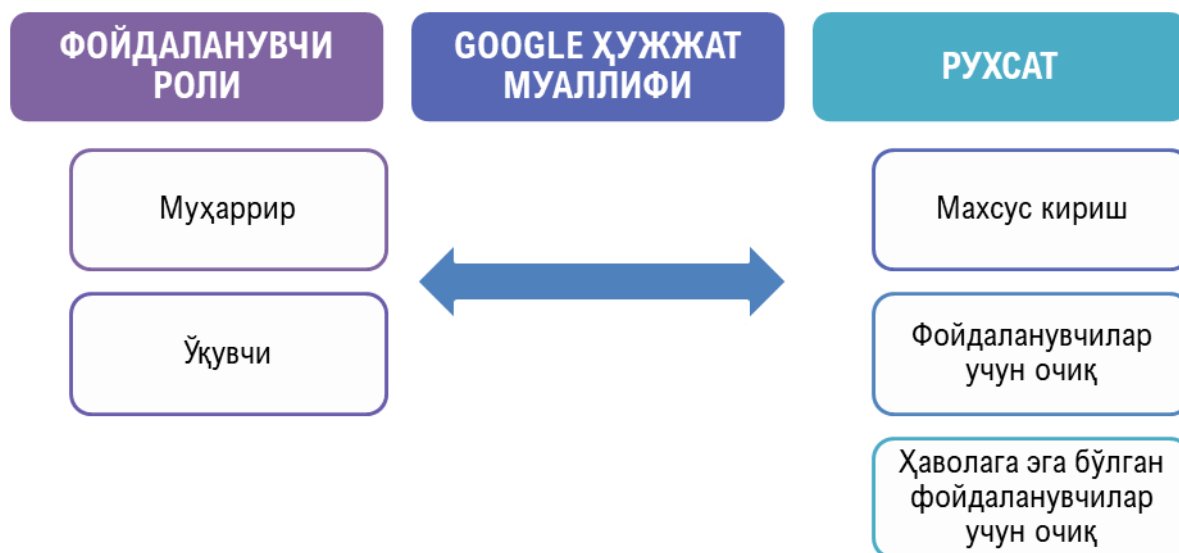 ФОЙДАЛАНУВЧИ
РОЛИ
GOOGLE ҲУЖЖАТ
МУАЛЛИФИ
РУХСАТ
Муҳаррир
Ўқувчи
Махсус кириш
Фойдаланувчилар
учун очиқ
Ҳаволага эга бўлган
фойдаланувчилар
учун очиқ